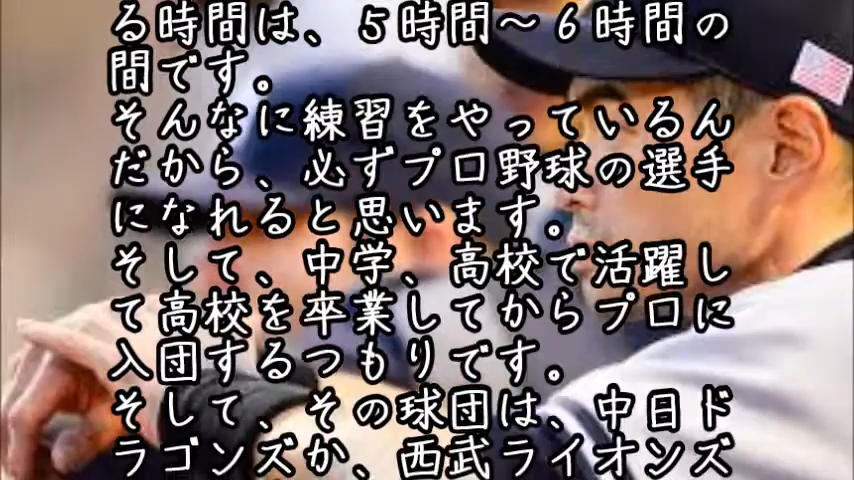 る時間は、５時間～６時間の
間です。
そんなに練習をやっているん
だから、必ずプロ野球の選手
になれると思います。
そして、中学、高校で活躍し
て高校を卒業してからプロに
入団するつもりです。
そして、その球団は、中日ド
ラゴンズか、西武ライオンズ